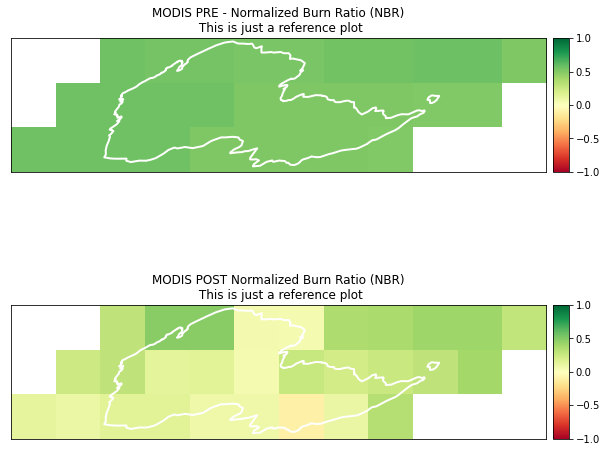 MODIS PRE - Normalized Burn Ratio (NBR)
This is just a reference plot
1.0
0.5
0.0
−0.5
−1.0
MODIS POST Normalized Burn Ratio (NBR)
This is just a reference plot
1.0
0.5
0.0
−0.5
−1.0